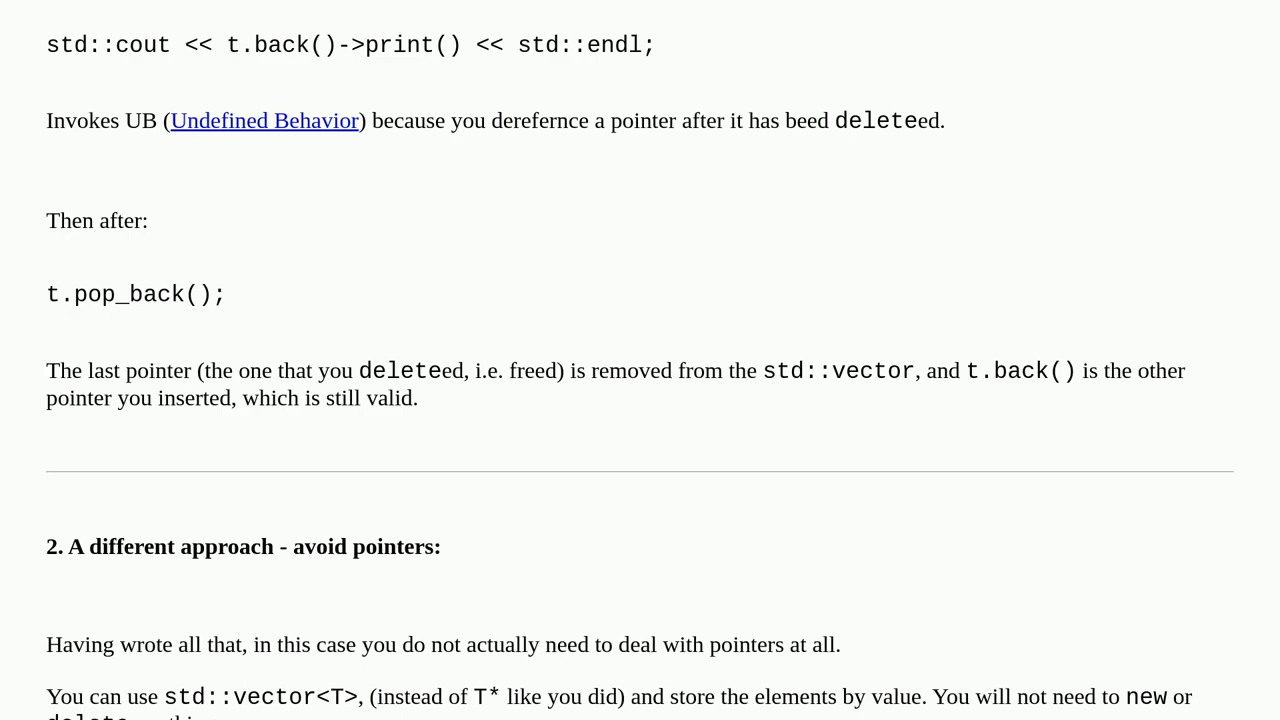 std::cout << t.back()->print() << std::endl;
Invokes UB (Undefined Behavior) because you derefernce a pointer after it has beed deleteed.
Then after:
t.pop_back();
The last pointer (the one that you deleteed, i.e. freed) is removed from the std::vector, and t.back() is the other
pointer you inserted, which is still valid.
2. A different approach - avoid pointers:
Having wrote all that, in this case you do not actually need to deal with pointers at all.
You can use std::vector<T>, (instead of T* like you did) and store the elements by value. You will not need to new or